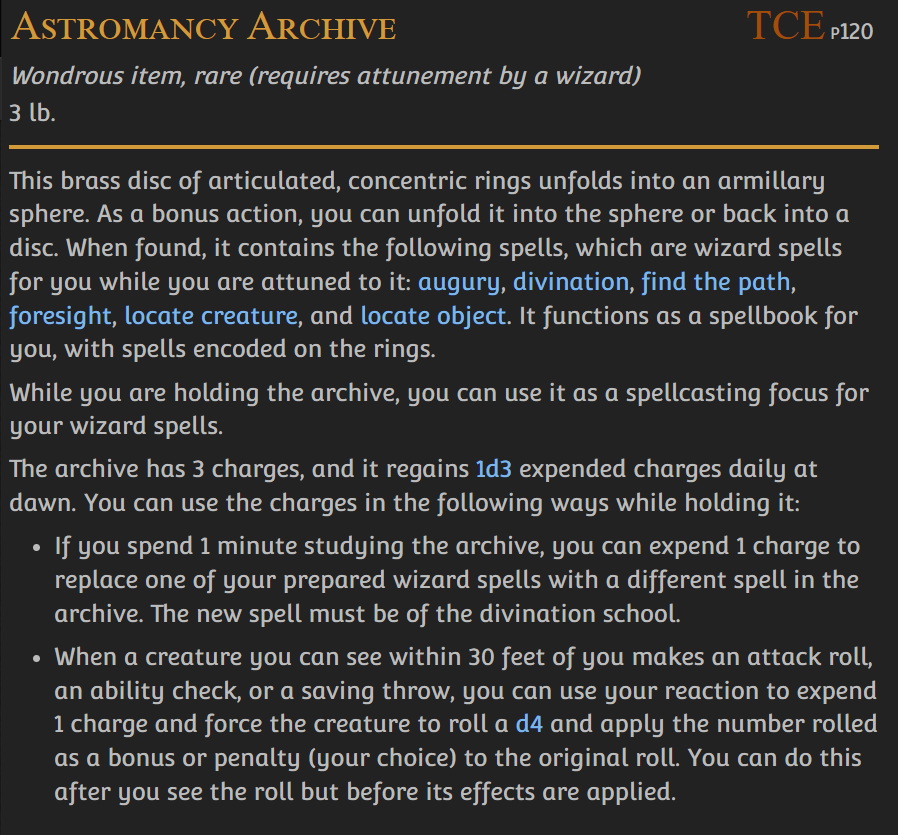 Astromancy Archive TCE P120
Wondrous item, rare (requires attunement by a wizard)
3 lb.
This brass disc of articulated, concentric rings unfolds into an armillary
sphere. As a bonus action, you can unfold it into the sphere or back into a
disc. When found, it contains the following spells, which are wizard spells
for you while you are attuned to it: augury, divination, find the path,
foresight, locate creature, and locate object. It functions as a spellbook for
you, with spells encoded on the rings.
While you are holding the archive, you can use it as a spellcasting focus for
your wizard spells.
The archive has 3 charges, and it regains 1d3 expended charges daily at
dawn. You can use the charges in the following ways while holding it:
• If you spend 1 minute studying the archive, you can expend 1 charge to
replace one of your prepared wizard spells with a different spell in the
archive. The new spell must be of the divination school.
• When a creature you can see within 30 feet of you makes an attack roll,
an ability check, or a saving throw, you can use your reaction to expend
1 charge and force the creature to roll a d4 and apply the number rolled
as a bonus or penalty (your choice) to the original roll. You can do this
after you see the roll but before its effects are applied.